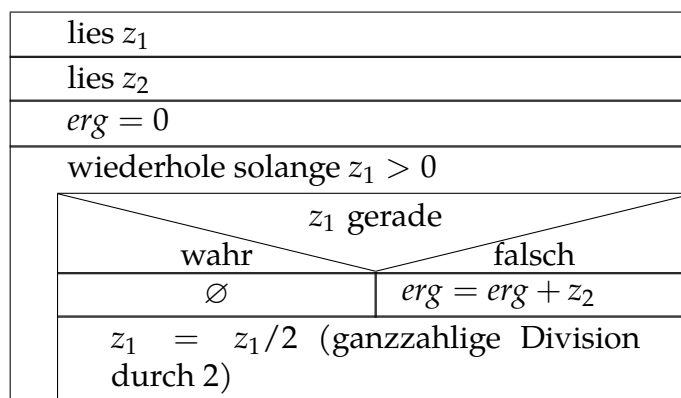 lies z₁
lies z₂
erg = 0
wiederhole solange z₁ > 0
z₁ gerade
wahr falsch
∅ erg = erg + z₂
z₁ = z₁/2 (ganzzahlige Division
durch 2)